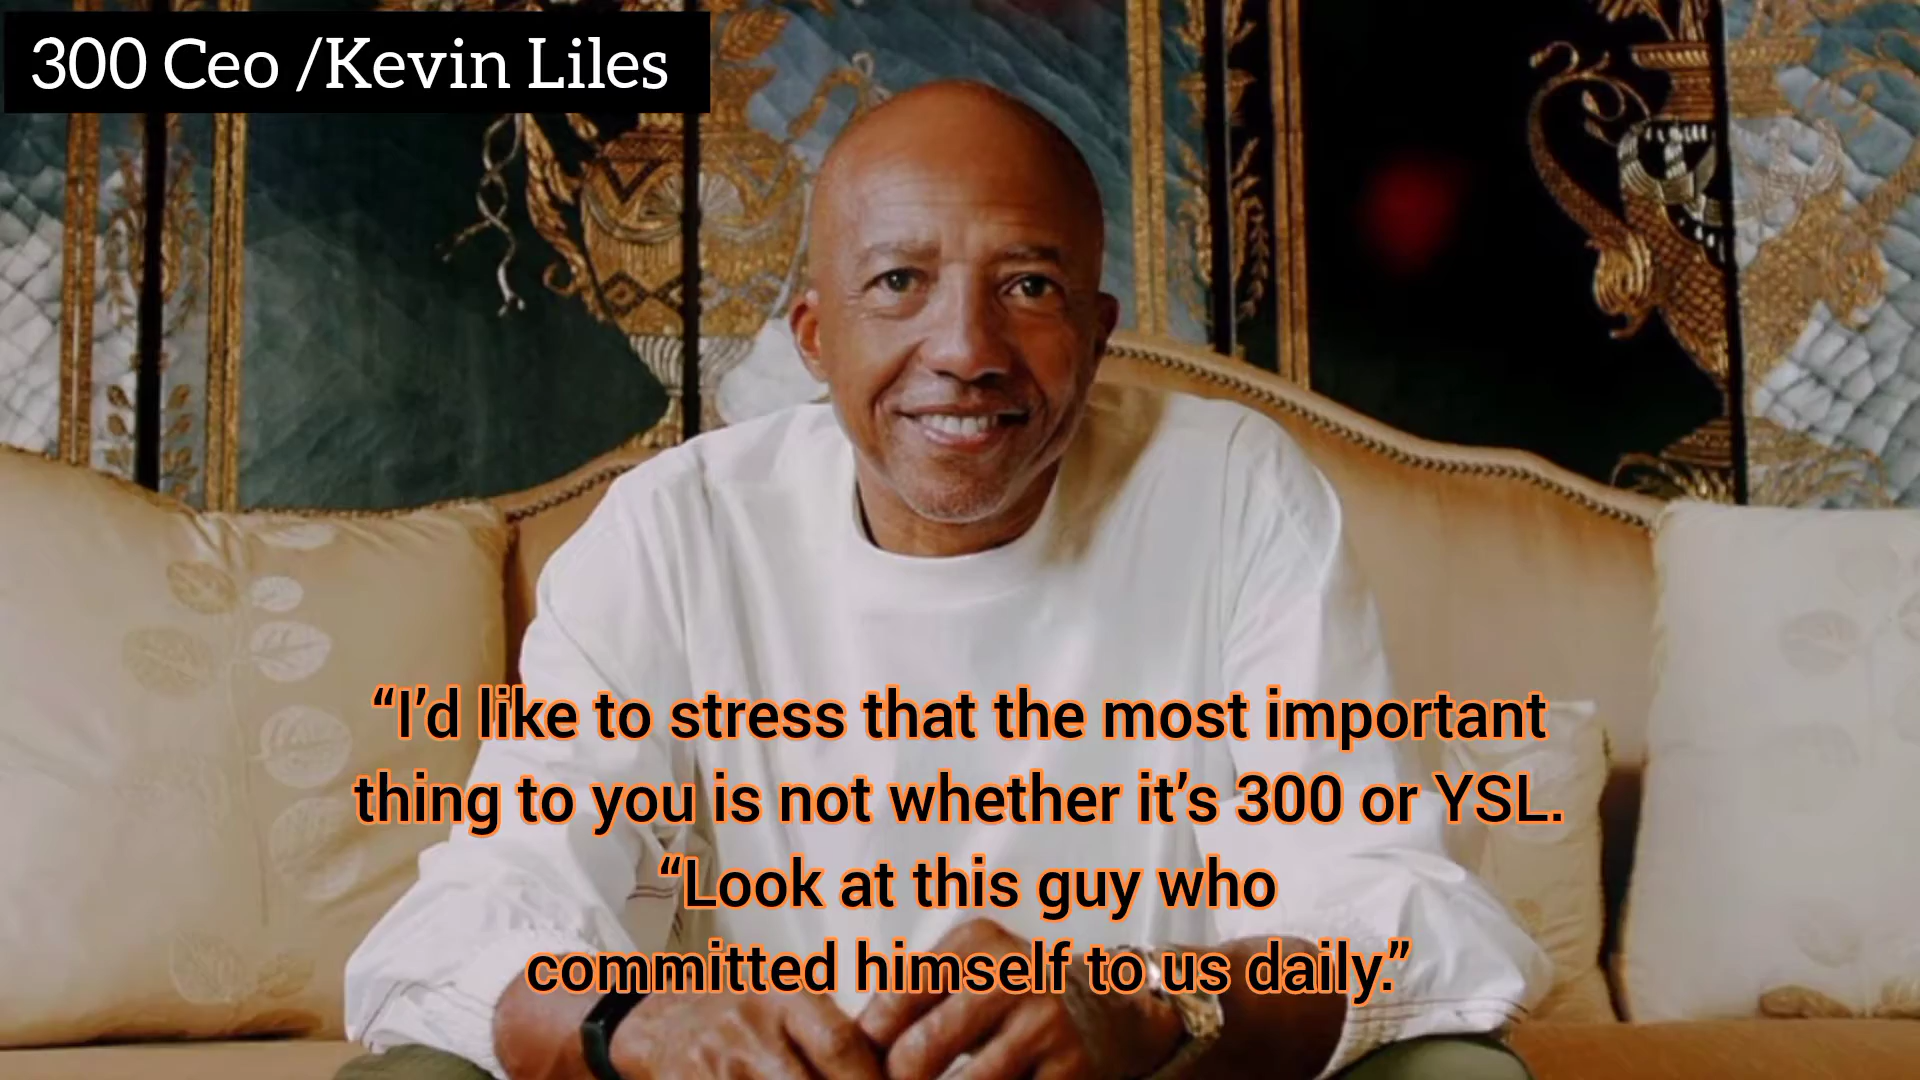 300 Ceo /Kevin Liles
“I’d like to stress that the most important
thing to you is not whether it’s 300 or YSL.
“Look at this guy who
committed himself to us daily.”